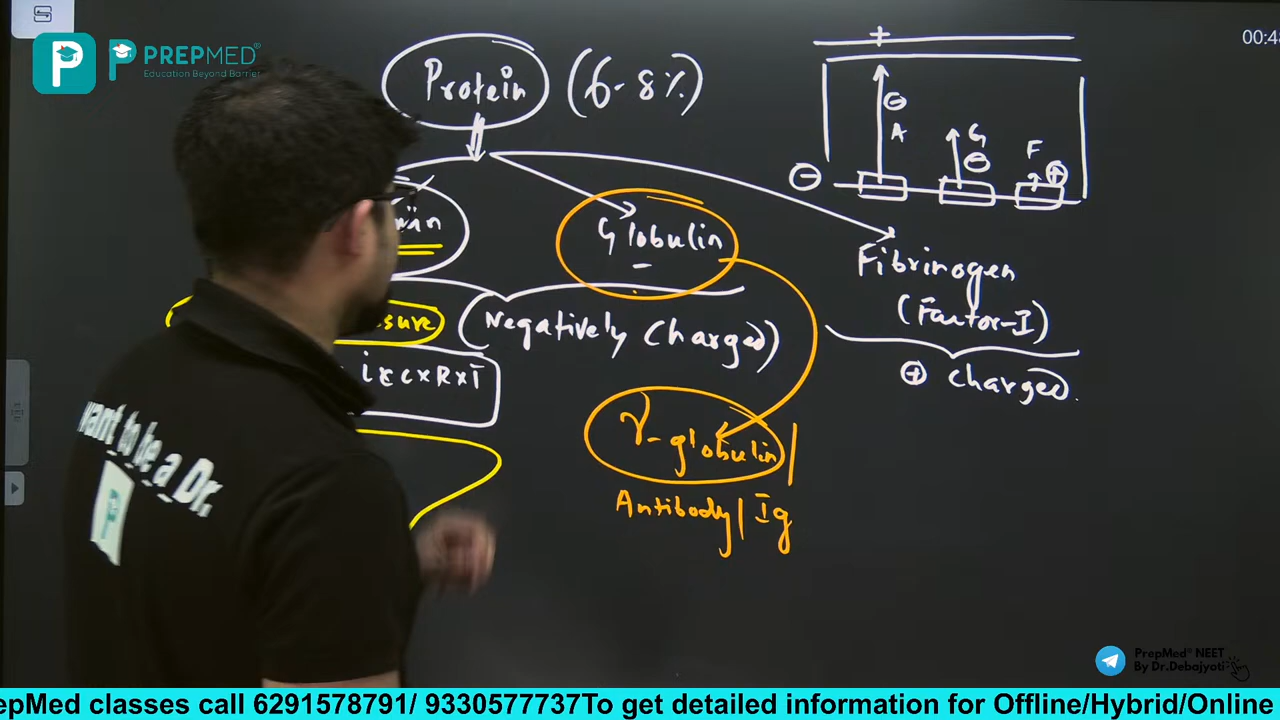 PREPMED®
Education Beyond Barrier
00:48
Protein (6-8%)
+
⊖
A
G
⊖
F
⊕
⊖
Globulin
Fibrinogen
(Factor-I)
(Negatively Charged)
⊕ charged.
i×c×R×T
γ-globulin/
Antibody/Ig
want to be a Dr.
PrepMed® NEET
By Dr.Debajyoti
epMed classes call 6291578791/ 9330577737To get detailed information for Offline/Hybrid/Online